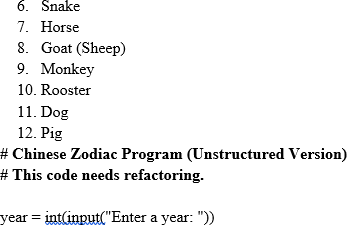 6. Snake
7. Horse
8. Goat (Sheep)
9. Monkey
10. Rooster
11. Dog
12. Pig
# Chinese Zodiac Program (Unstructured Version)
# This code needs refactoring.
year = int(input("Enter a year: "))